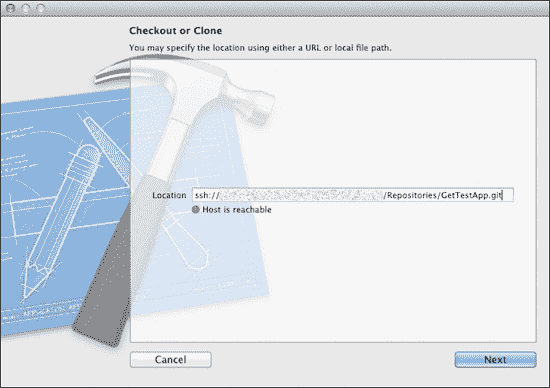 Checkout or Clone
You may specify the location using either a URL or local file path.
Location ssh:// /Repositories/GetTestApp.git
Host is reachable
Cancel Next